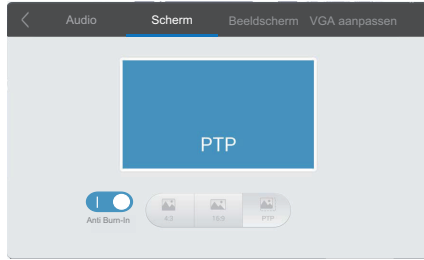 Audio Scherm Beeldscherm VGA aanpassen
PTP
Anti Burn-In
4:3 16:9 PTP